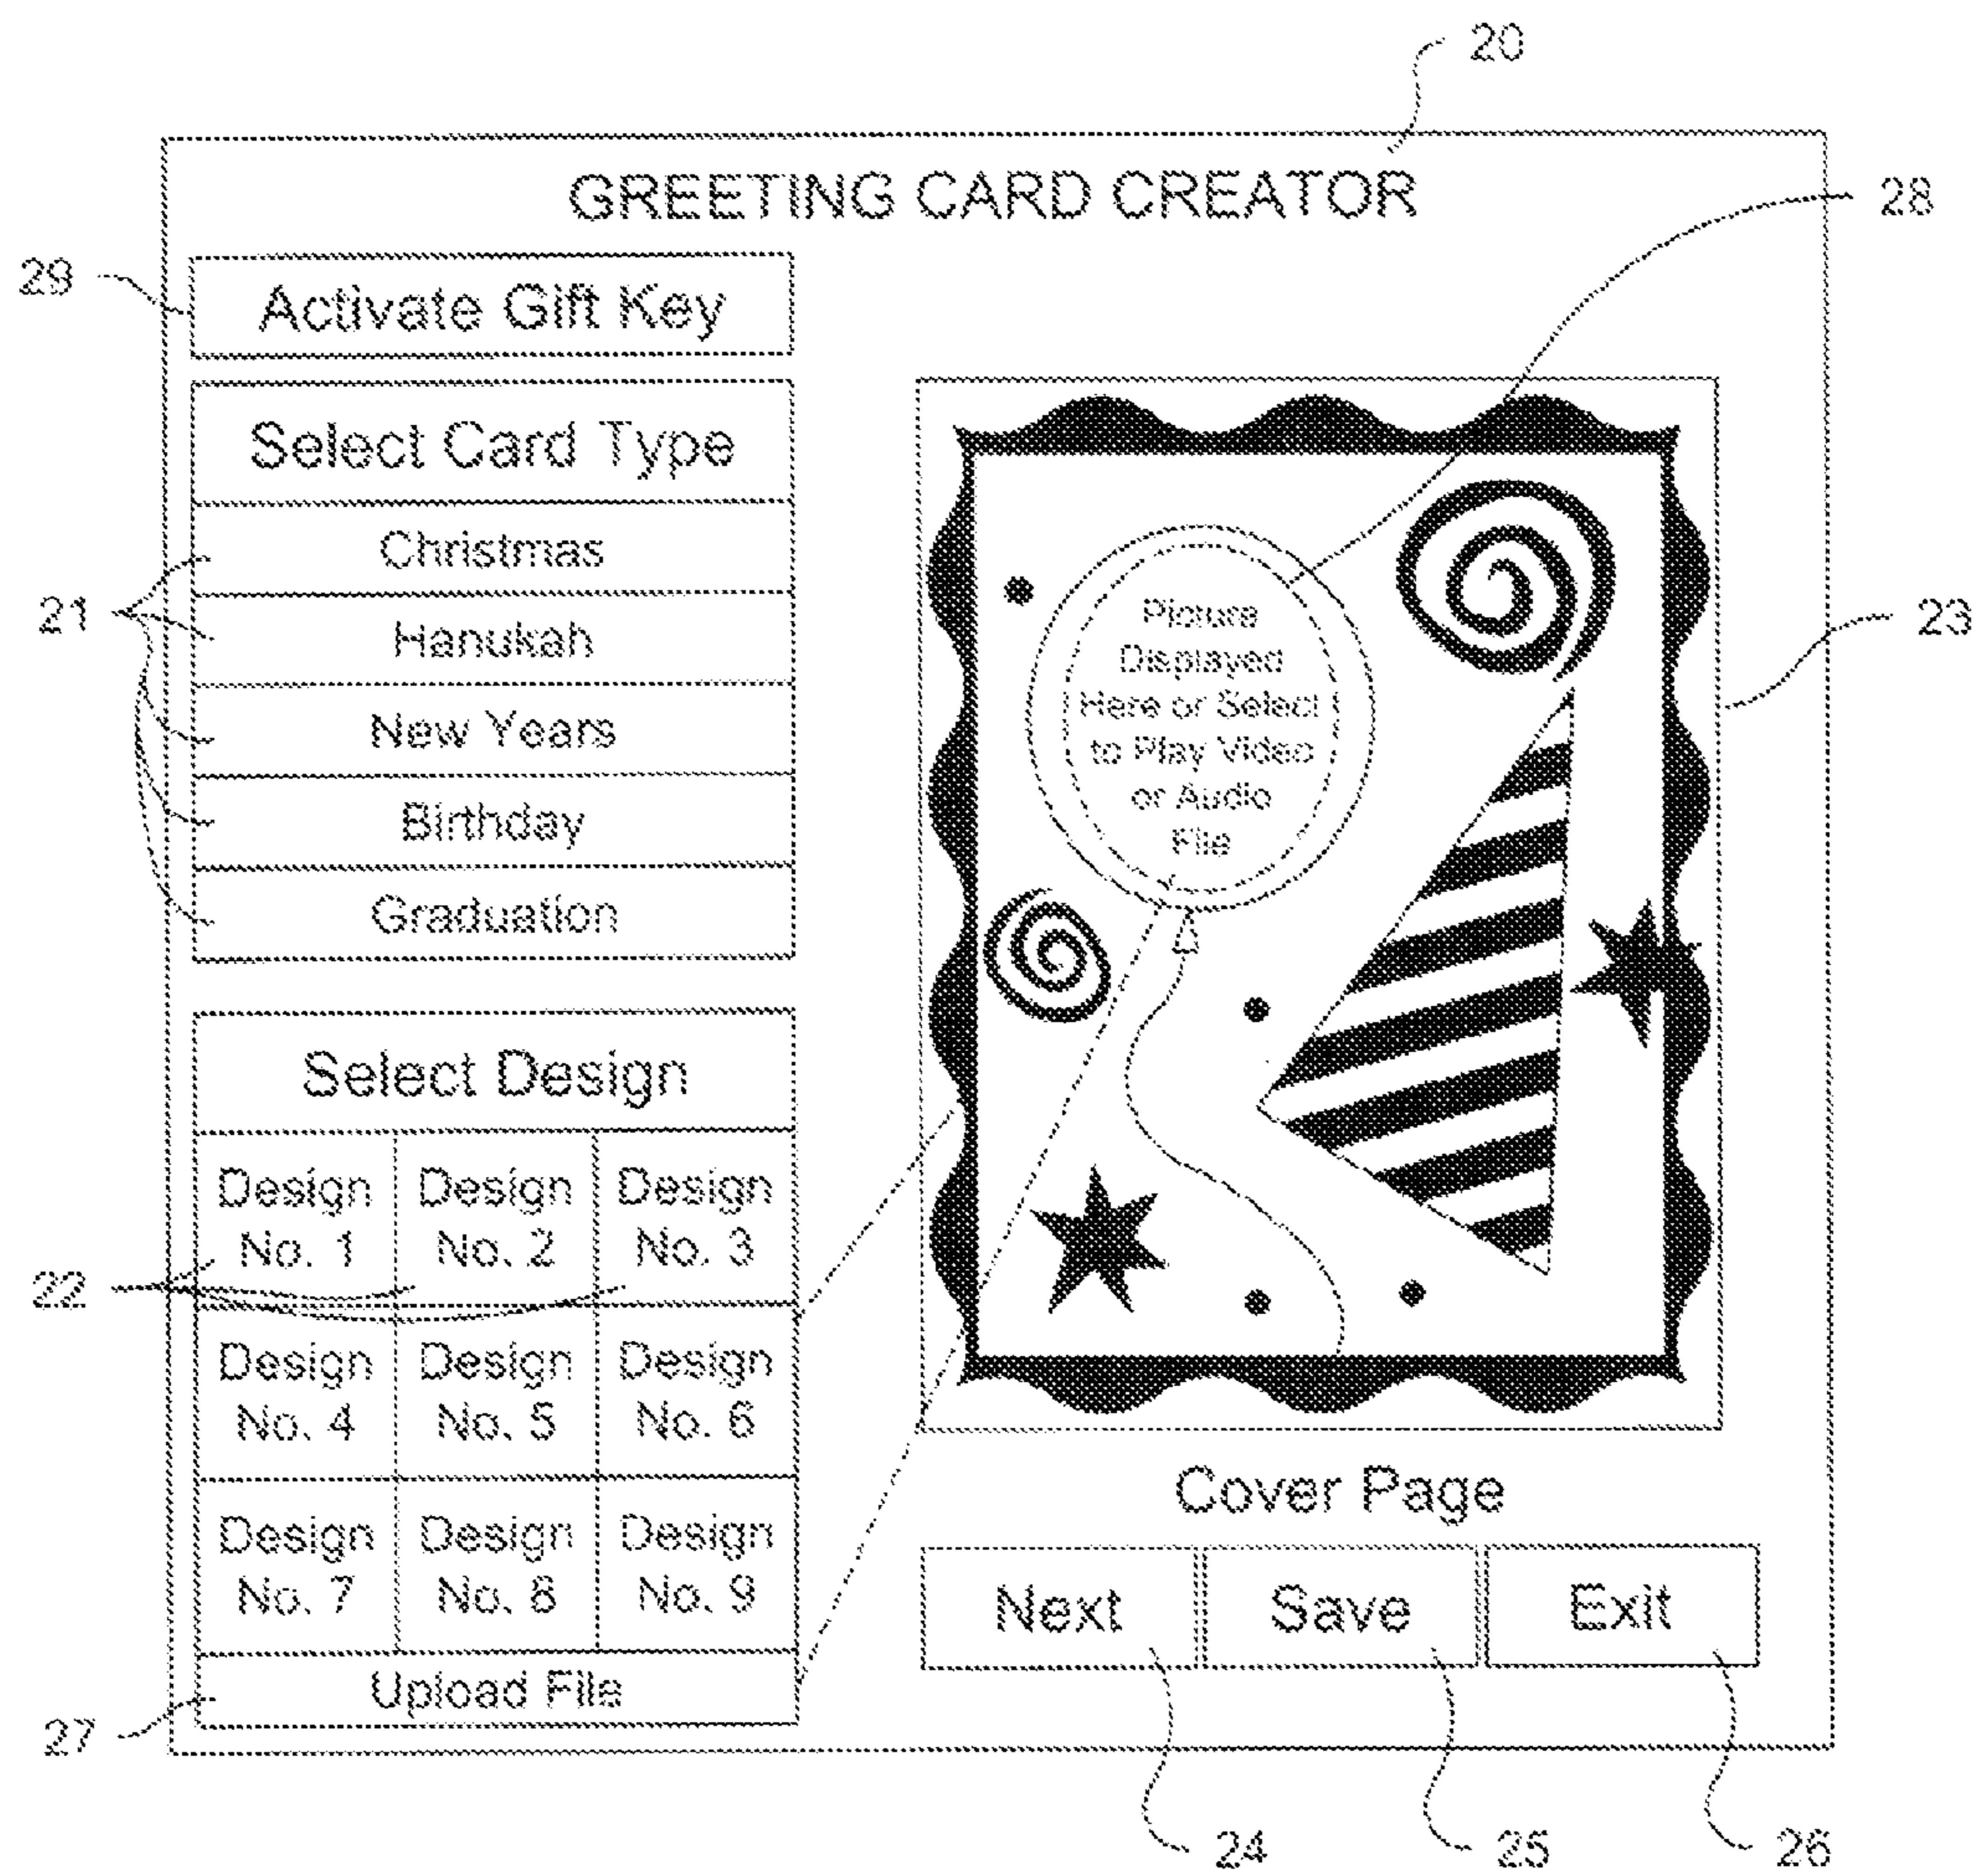 20
GREETING CARD CREATOR
28
29
Activate Gift Key
Select Card Type
Christmas
21
Hanukah
New Years
Birthday
Graduation
Picture
Displayed
Here or Select
to Play Video
or Audio
File
23
Select Design
Design No. 1
Design No. 2
Design No. 3
22
Design No. 4
Design No. 5
Design No. 6
Design No. 7
Design No. 8
Design No. 9
Upload File
27
Cover Page
Next
Save
Exit
24
25
26